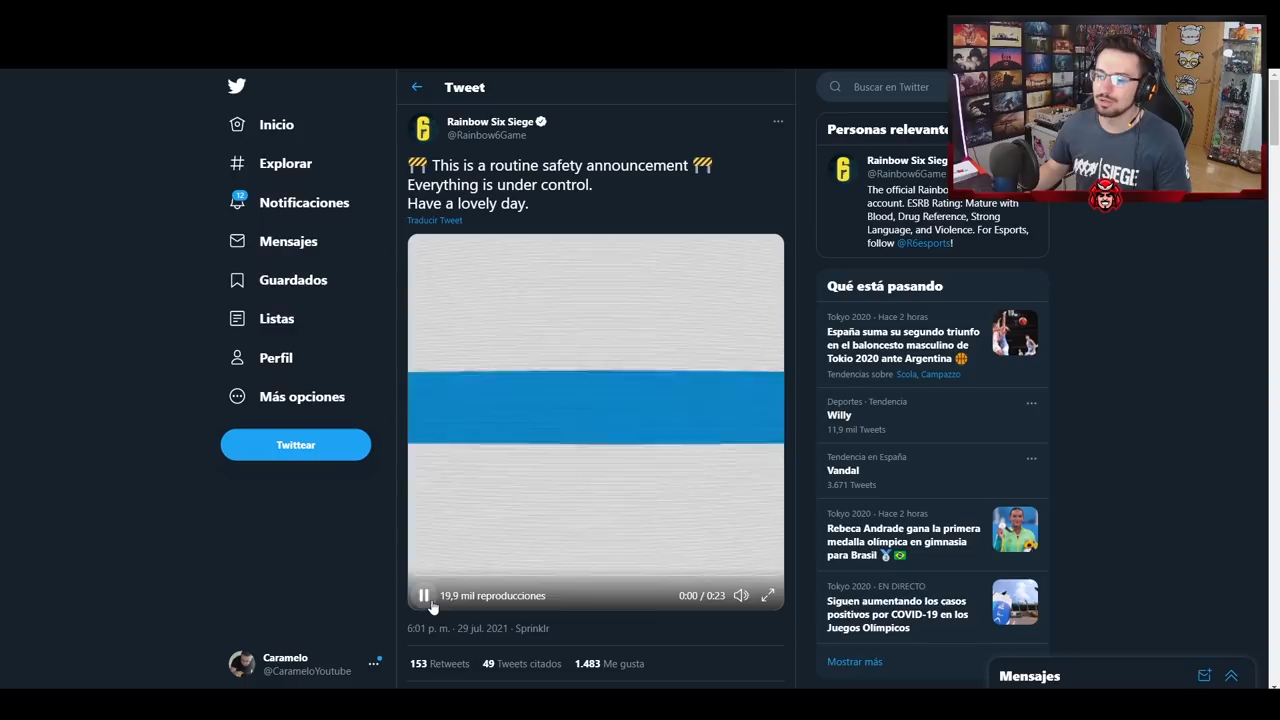 Tweet
Inicio
Explorar
12
Notificaciones
Mensajes
Guardados
Listas
Perfil
Más opciones
Twittear
Caramelo
@CarameloYoutube
Rainbow Six Siege
@Rainbow6Game
🚧 This is a routine safety announcement 🚧
Everything is under control.
Have a lovely day.
Traducir Tweet
19,9 mil reproducciones
0:00 / 0:23
6:01 p. m. · 29 jul. 2021 · Sprinklr
153 Retweets 49 Tweets citados 1.483 Me gusta
Buscar en Twitter
Personas relevante
Rainbow Six Sieg
@Rainbow6Game
The official Rainbo
account. ESRB Rating: Mature with
Blood, Drug Reference, Strong
Language, and Violence. For Esports,
follow @R6esports!
Qué está pasando
Tokyo 2020 · Hace 2 horas
España suma su segundo triunfo
en el baloncesto masculino de
Tokio 2020 ante Argentina 🏀
Tendencias sobre Scola, Campazzo
Deportes · Tendencia
Willy
11,9 mil Tweets
Tendencia en España
Vandal
3.671 Tweets
Tokyo 2020 · Hace 2 horas
Rebeca Andrade gana la primera
medalla olímpica en gimnasia
para Brasil 🥈🇧🇷
Tokyo 2020 · EN DIRECTO
Siguen aumentando los casos
positivos por COVID-19 en los
Juegos Olímpicos
Mostrar más
Mensajes
SIEGE